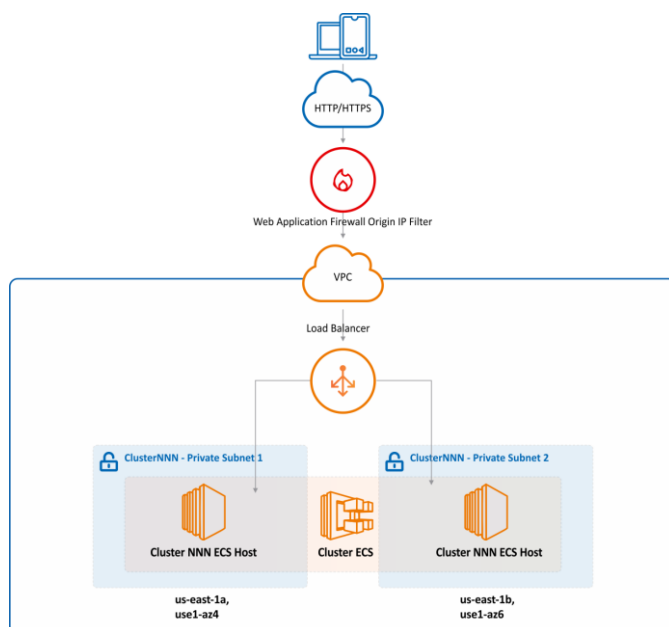 HTTP/HTTPS
Web Application Firewall Origin IP Filter
VPC
Load Balancer
ClusterNNN - Private Subnet 1
ClusterNNN - Private Subnet 2
Cluster NNN ECS Host
Cluster ECS
Cluster NNN ECS Host
us-east-1a,
use1-az4
us-east-1b,
use1-az6